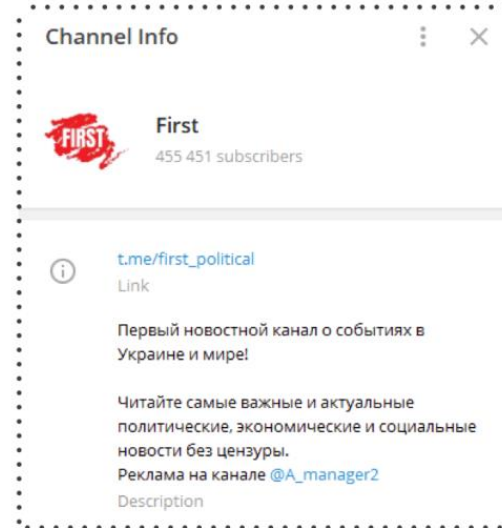 Channel Info
FIRST
First
455 451 subscribers
t.me/first_political
Link
Первый новостной канал о событиях в
Украине и мире!
Читайте самые важные и актуальные
политические, экономические и социальные
новости без цензуры.
Реклама на канале @A_manager2
Description